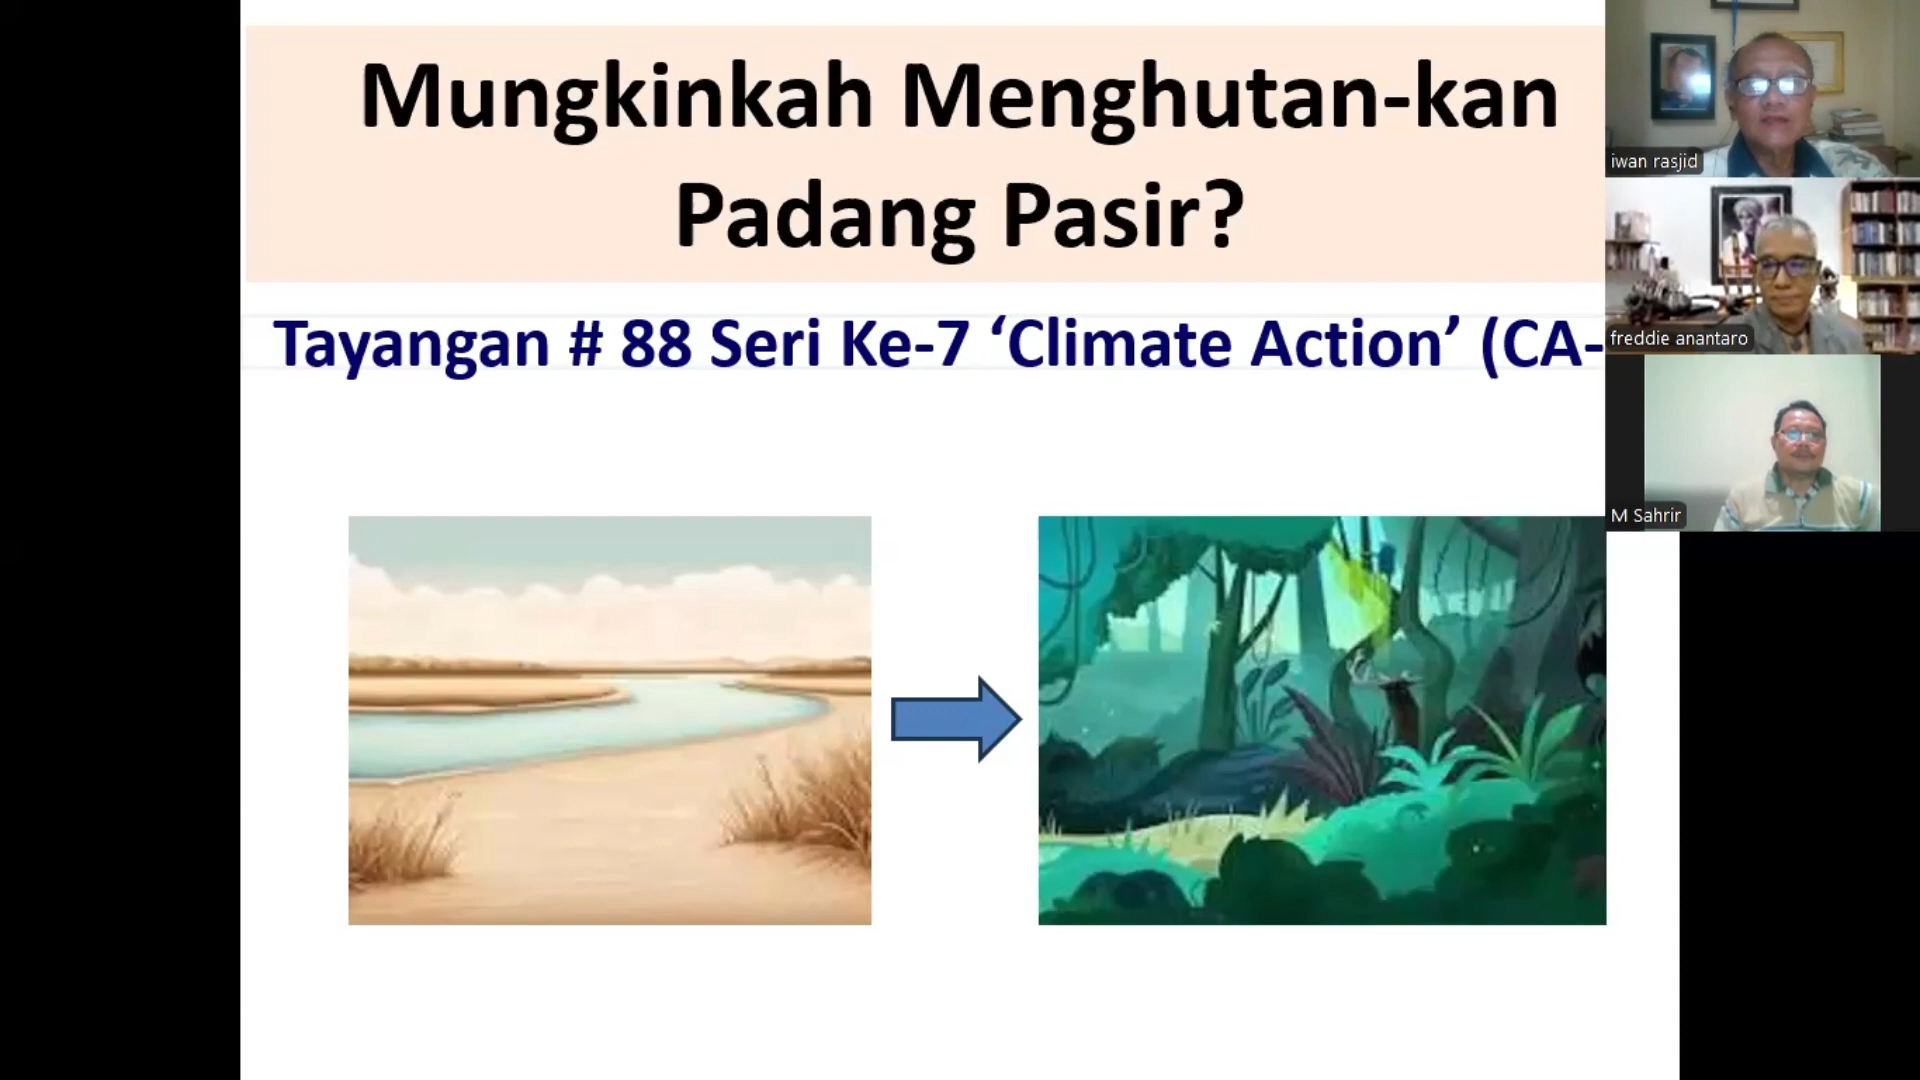 Mungkinkah Menghutan-kan
Padang Pasir?
Tayangan # 88 Seri Ke-7 ‘Climate Action’ (CA-
iwan rasjid
freddie anantaro
M Sahrir